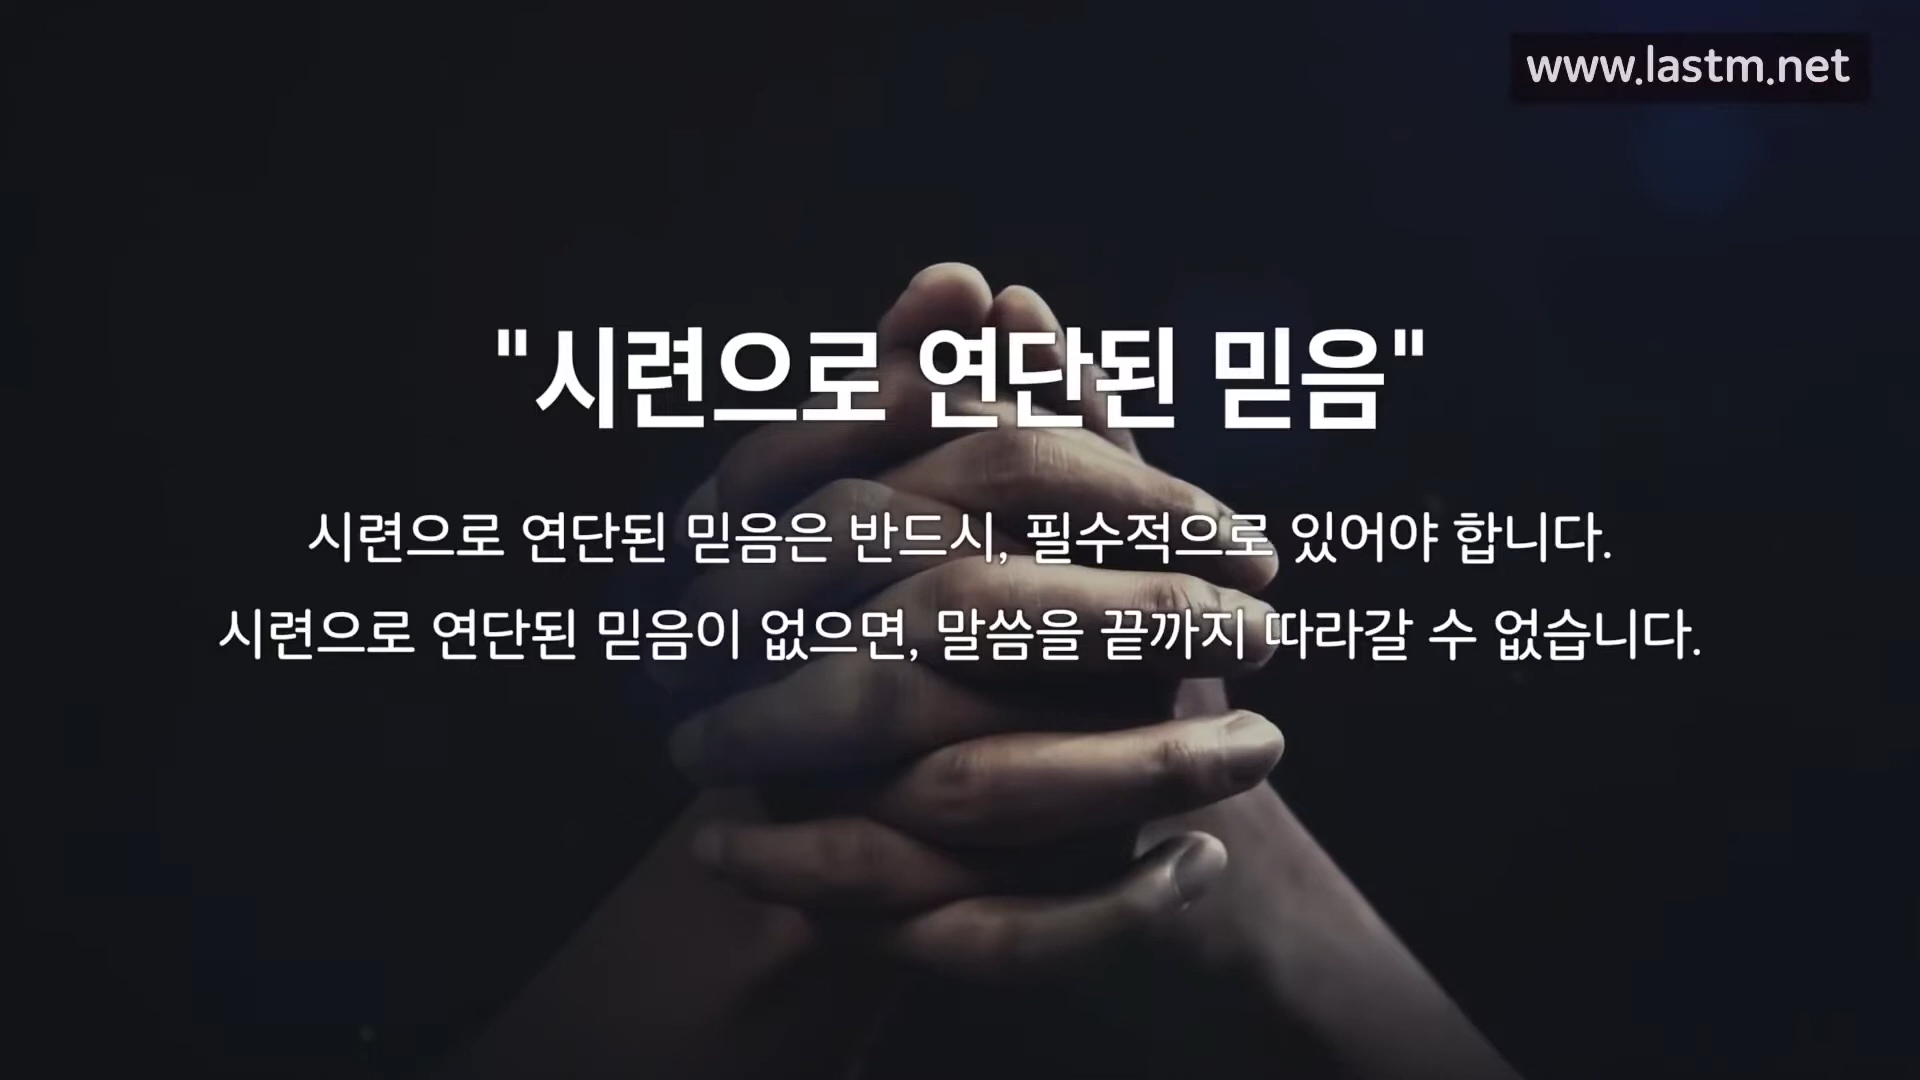 www.lastm.net
"시련으로 연단된 믿음"
시련으로 연단된 믿음은 반드시, 필수적으로 있어야 합니다.
시련으로 연단된 믿음이 없으면, 말씀을 끝까지 따라갈 수 없습니다.